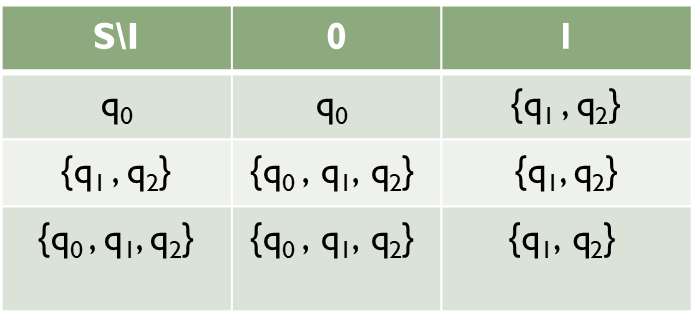 S\I 0 1
q₀ q₀ {q₁ , q₂}
{q₁ , q₂} {q₀ , q₁, q₂} {q₁, q₂}
{q₀ , q₁, q₂} {q₀ , q₁, q₂} {q₁, q₂}